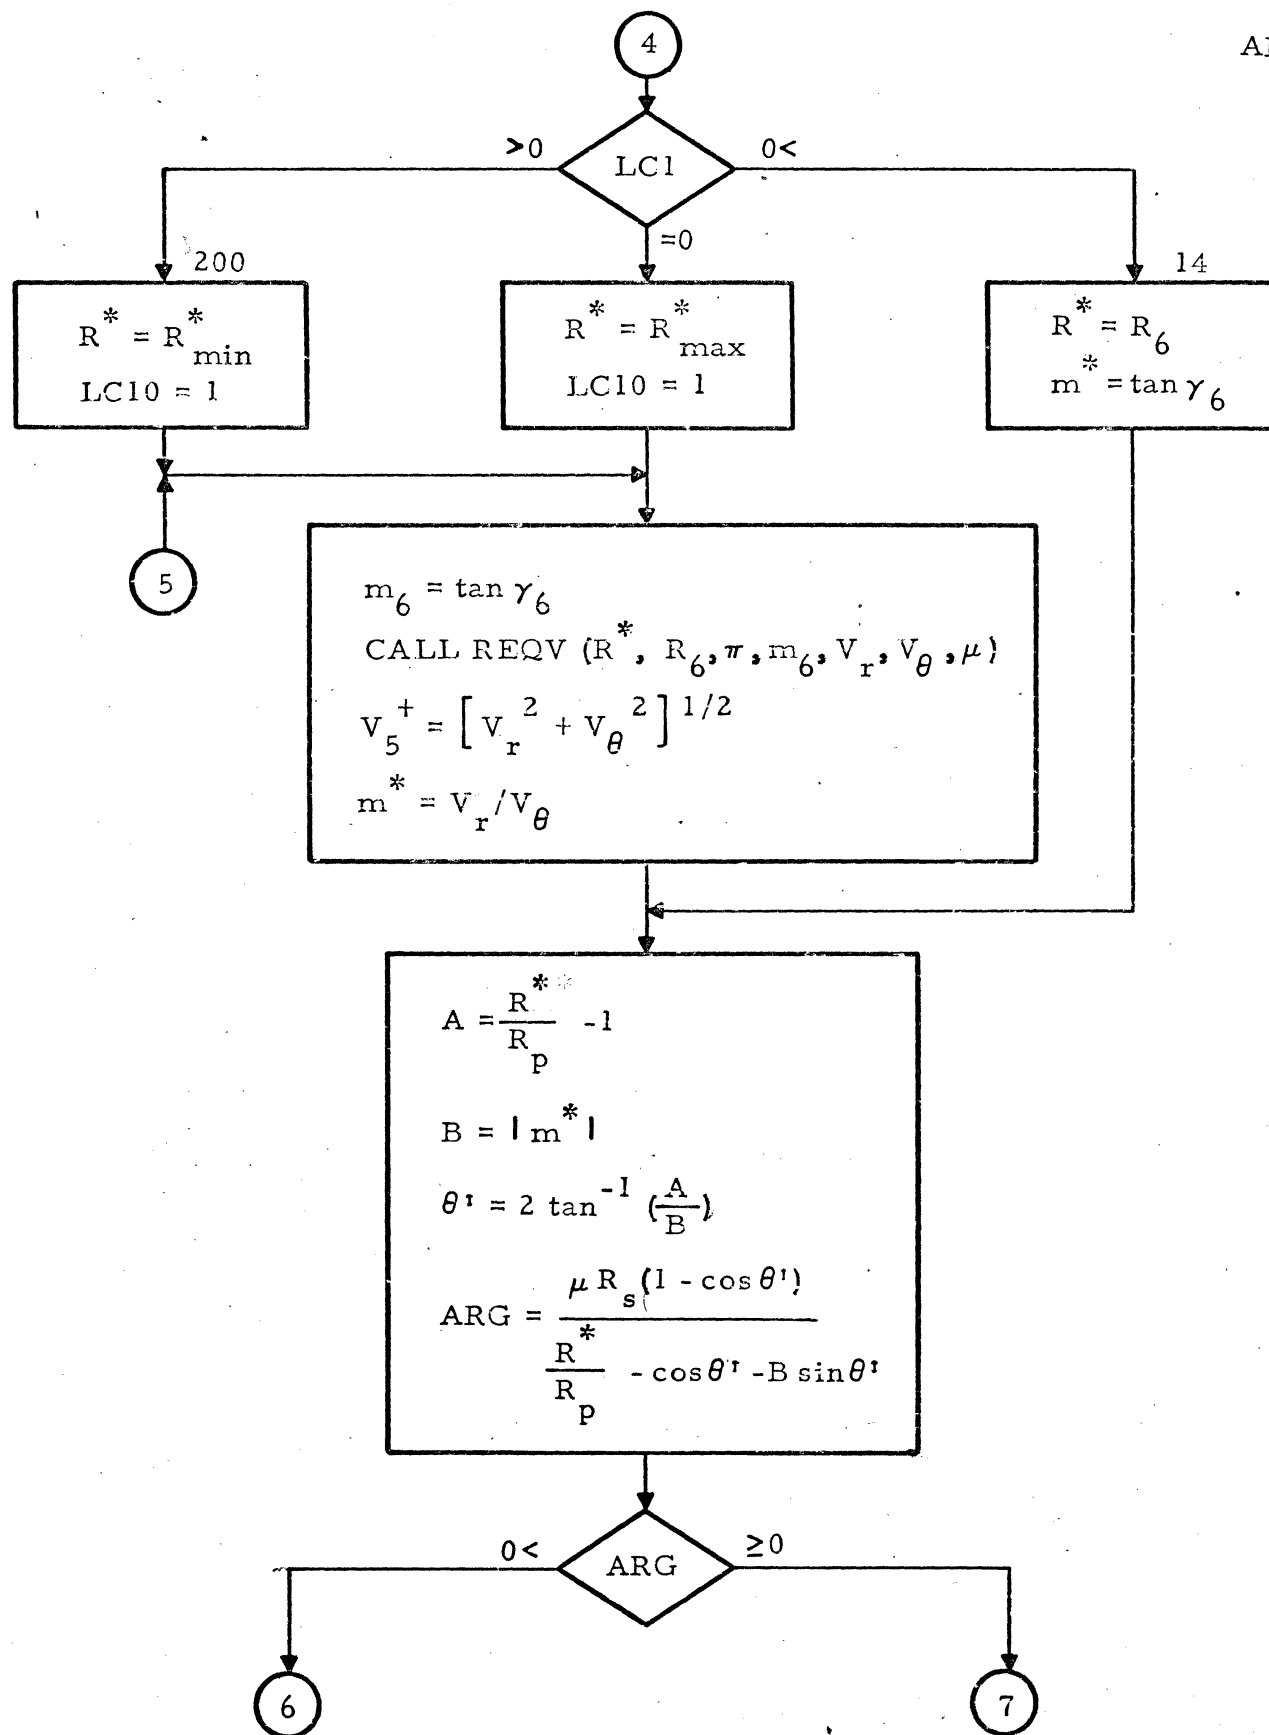 4
LC1
>0
0<
=0
200
R* = R*min
LC10 = 1
R* = R*max
LC10 = 1
14
R* = R6
m* = tan γ6
5
m6 = tan γ6
CALL REQV (R*, R6, π, m6, Vr, Vθ, μ)
V5+ = [Vr² + Vθ²]^1/2
m* = Vr/Vθ
A = R*/Rp -1
B = |m*|
θ' = 2 tan⁻¹ (A/B)
ARG = μ Rs(1 - cos θ') / (R*/Rp - cos θ' - B sin θ')
ARG
0<
≥0
6
7